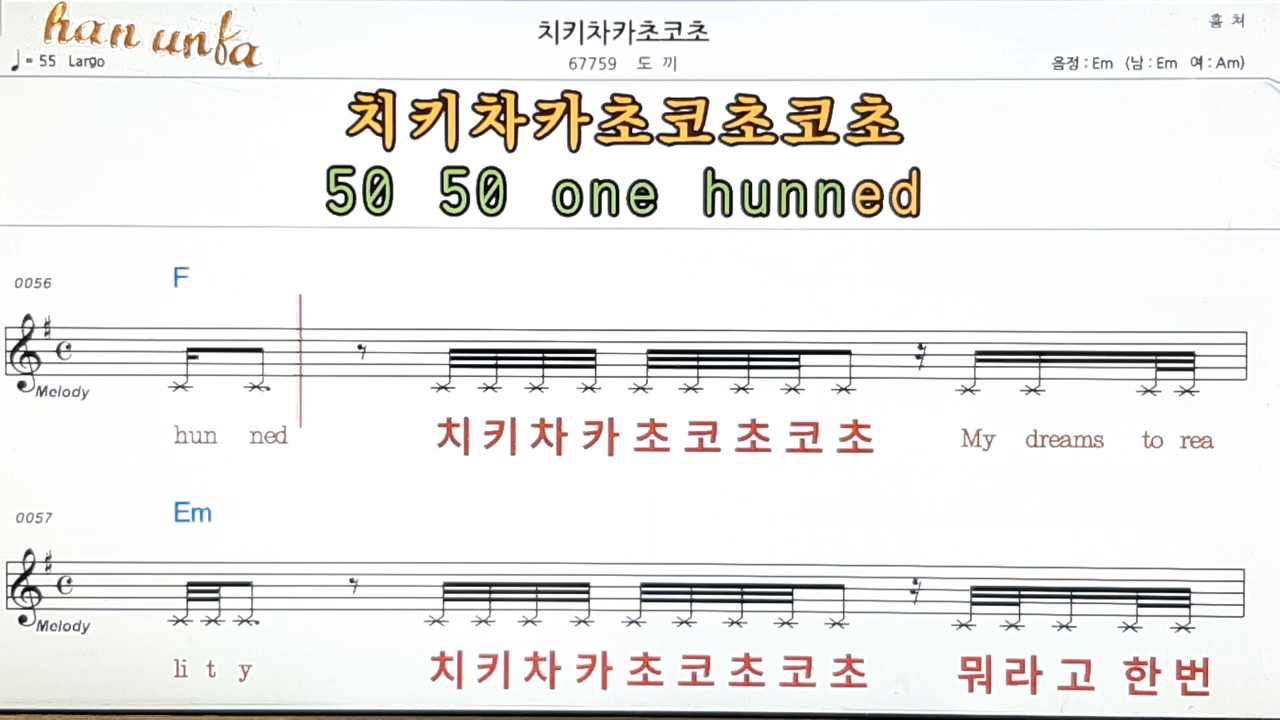 han unfa
치키차카초코초
훔 쳐
♩= 55 Largo
67759 도 끼
음정 : Em (남 : Em 여 : Am)
치키차카초코초코초
50 50 one hunned
0056
F
Melody
hun ned 치 키 차 카 초 코 초 코 초 My dreams to rea
0057
Em
Melody
li t y 치 키 차 카 초 코 초 코 초 뭐 라 고 한 번